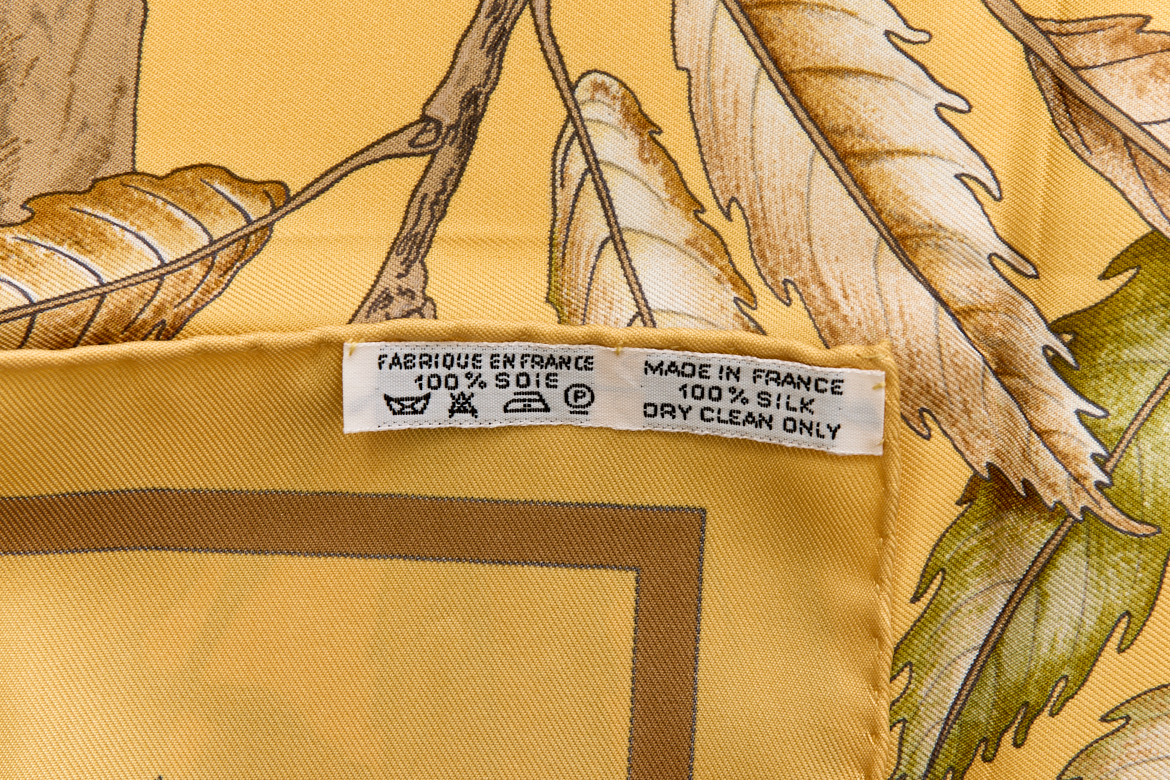 FABRIQUE EN FRANCE
100% SOIE
P
MADE IN FRANCE
100% SILK
DRY CLEAN ONLY